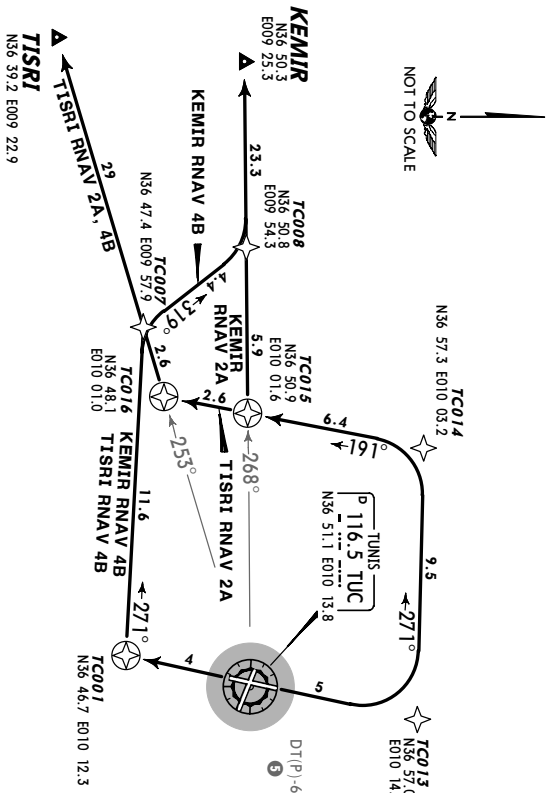 NOT TO SCALE
N
KEMIR
N36 50.3
E009 25.3
TISRI
N36 39.2 E009 22.9
23.3
KEMIR RNAV 4B
TC008
N36 50.8
E009 54.3
29
TISRI RNAV 2A, 4B
TC007
N36 47.4 E009 57.9
4.4
319°
5.9
KEMIR
RNAV 2A
TC015
N36 50.9
E010 01.6
2.6
TC016
N36 48.1
E010 01.0
2.6
TISRI RNAV 2A
253°
268°
6.4
191°
TC014
N36 57.3 E010 03.2
9.5
271°
TUNIS
D 116.5 TUC
N36 51.1 E010 13.8
11.6
KEMIR RNAV 4B
TISRI RNAV 4B
271°
4
TC001
N36 46.7 E010 12.3
5
TC013
N36 57.0
E010 14.
DT(P)-6
5